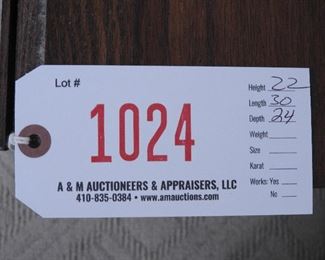 Lot #
1024
Height 22
Length 30
Depth 24
Weight
Size
Karat
Works: Yes
No
A & M AUCTIONEERS & APPRAISERS, LLC
410-835-0384 • www.amauctions.com